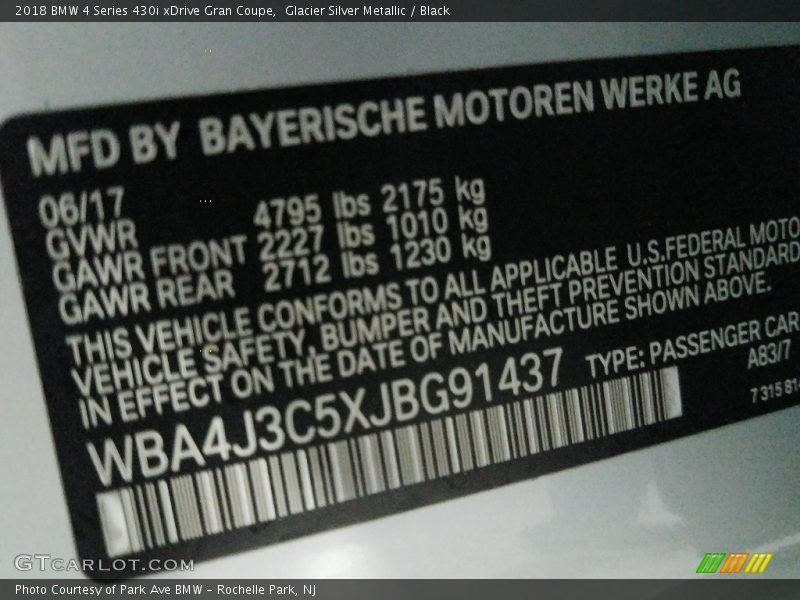 2018 BMW 4 Series 430i xDrive Gran Coupe, Glacier Silver Metallic / Black
MFD BY BAYERISCHE MOTOREN WERKE AG
06/17
GVWR 4795 lbs 2175 kg
GAWR FRONT 2227 lbs 1010 kg
GAWR REAR 2712 lbs 1230 kg
THIS VEHICLE CONFORMS TO ALL APPLICABLE U.S.FEDERAL MOTO
VEHICLE SAFETY, BUMPER AND THEFT PREVENTION STANDARD
IN EFFECT ON THE DATE OF MANUFACTURE SHOWN ABOVE.
WBA4J3C5XJBG91437 TYPE: PASSENGER CAR
A83/7
7 315 81
GTCARLOT.COM
Photo Courtesy of Park Ave BMW - Rochelle Park, NJ